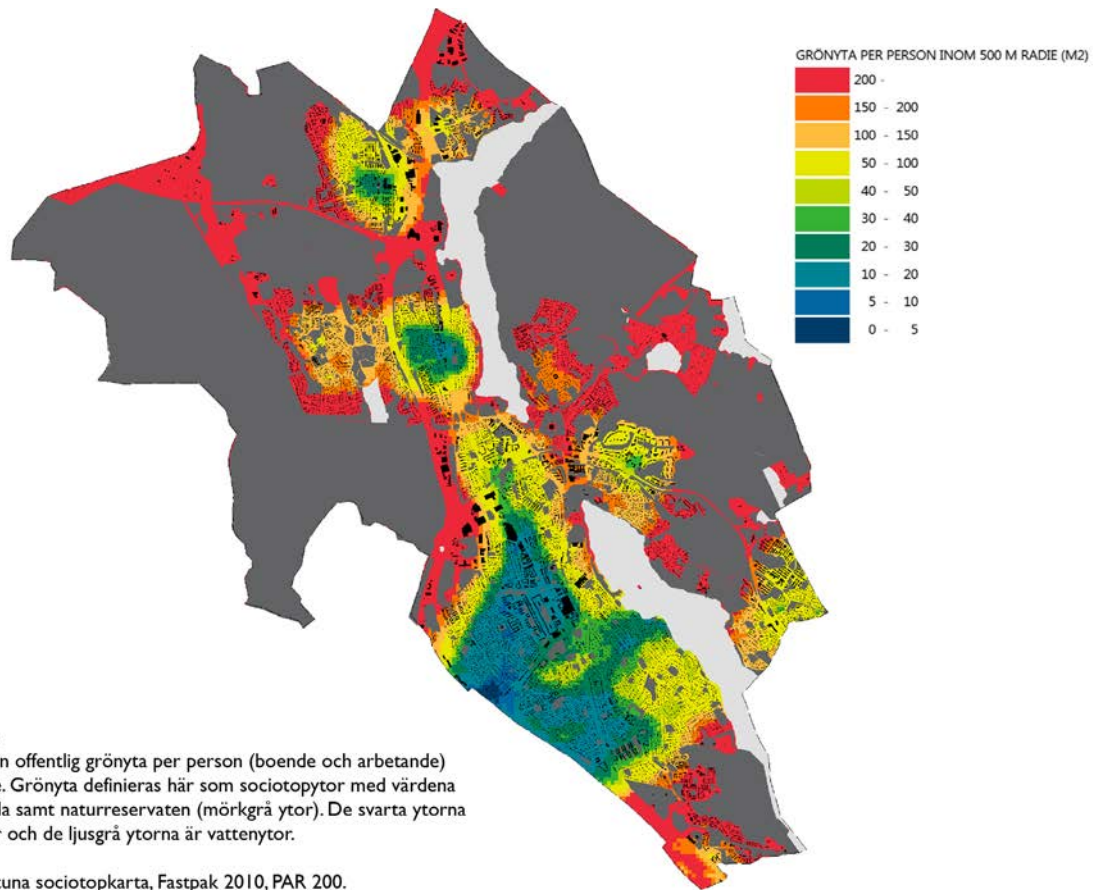 GRÖNYTA PER PERSON INOM 500 M RADIE (M2)
200 -
150 - 200
100 - 150
50 - 100
40 - 50
30 - 40
20 - 30
10 - 20
5 - 10
0 - 5
n offentlig grönyta per person (boende och arbetande)
e. Grönyta definieras här som sociotopytor med värdena
la samt naturreservaten (mörkgrå ytor). De svarta ytorna
r och de ljusgrå ytorna är vattenytor.
tuna sociotopkarta, Fastpak 2010, PAR 200.